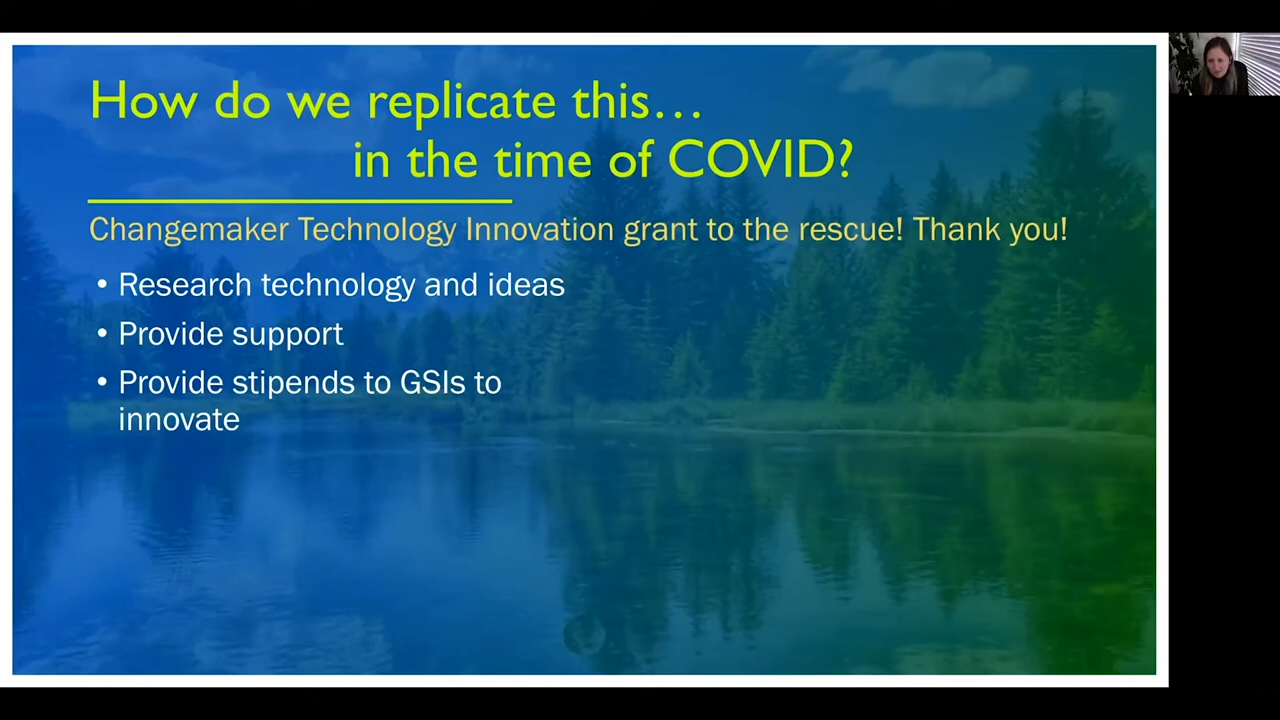 How do we replicate this…
in the time of COVID?
Changemaker Technology Innovation grant to the rescue! Thank you!
• Research technology and ideas
• Provide support
• Provide stipends to GSIs to
innovate